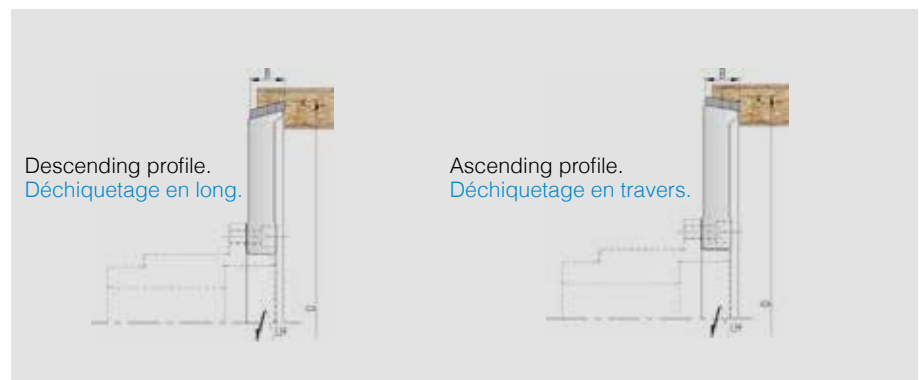 Descending profile.
Déchiquetage en long.
Ascending profile.
Déchiquetage en travers.